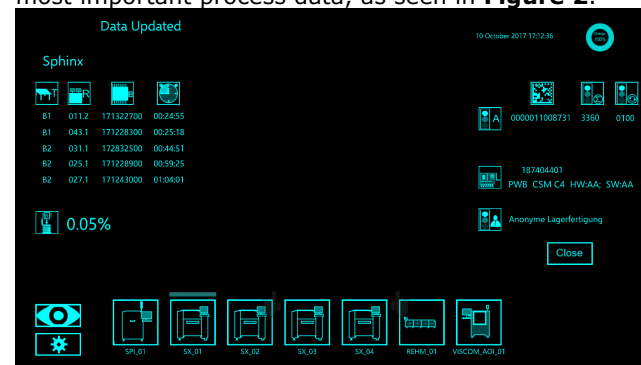 most important process data, as seen in Figure 2.
Data Updated
10 October 2017 17:12:36
100%
Sphinx
T R B
B1 011.2 171322700 00:24:55
B1 043.1 171228300 00:25:18
B2 031.1 172832500 00:44:51
B2 025.1 171228900 00:59:25
B2 027.1 171243000 01:04:01
A 0000011008731 3360 0100
187404401
PWB CSM C4 HW:AA; SW:AA
0.05%
Anonyme Lagerfertigung
Close
SPI_01 SX_01 SX_02 SX_03 SX_04 REHM_01 VISCOM_AOI_01